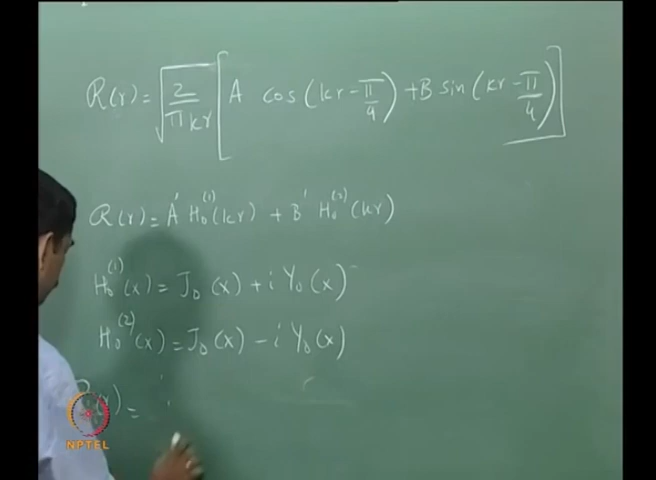 R(r) = √(2/πkr) [A cos(kr - π/4) + B sin(kr - π/4)]
R(r) = A' H₀⁽¹⁾(kr) + B' H₀⁽²⁾(kr)
H₀⁽¹⁾(x) = J₀(x) + i Y₀(x)
H₀⁽²⁾(x) = J₀(x) - i Y₀(x)
R(r) =
NPTEL